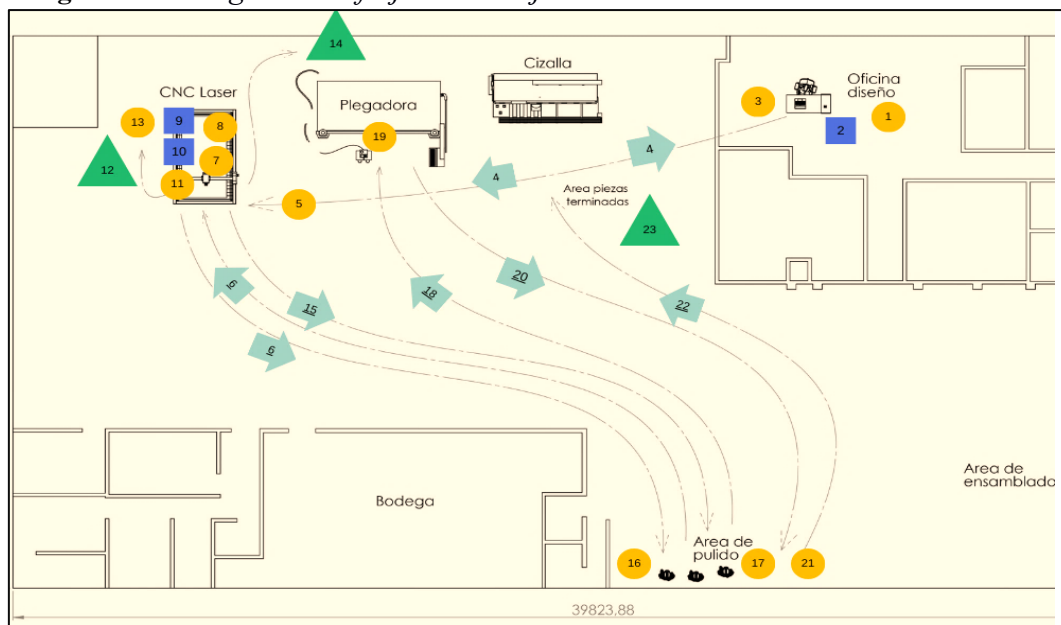 14
Cizalla
CNC Laser
Oficina
diseño
Plegadora
3
1
2
13
9
8
19
10
7
4
4
12
11
5
Area piezas
terminadas
23
6
20
18
15
22
6
Area de
ensamblado
Bodega
Area de
pulido
16
17
21
39823,88